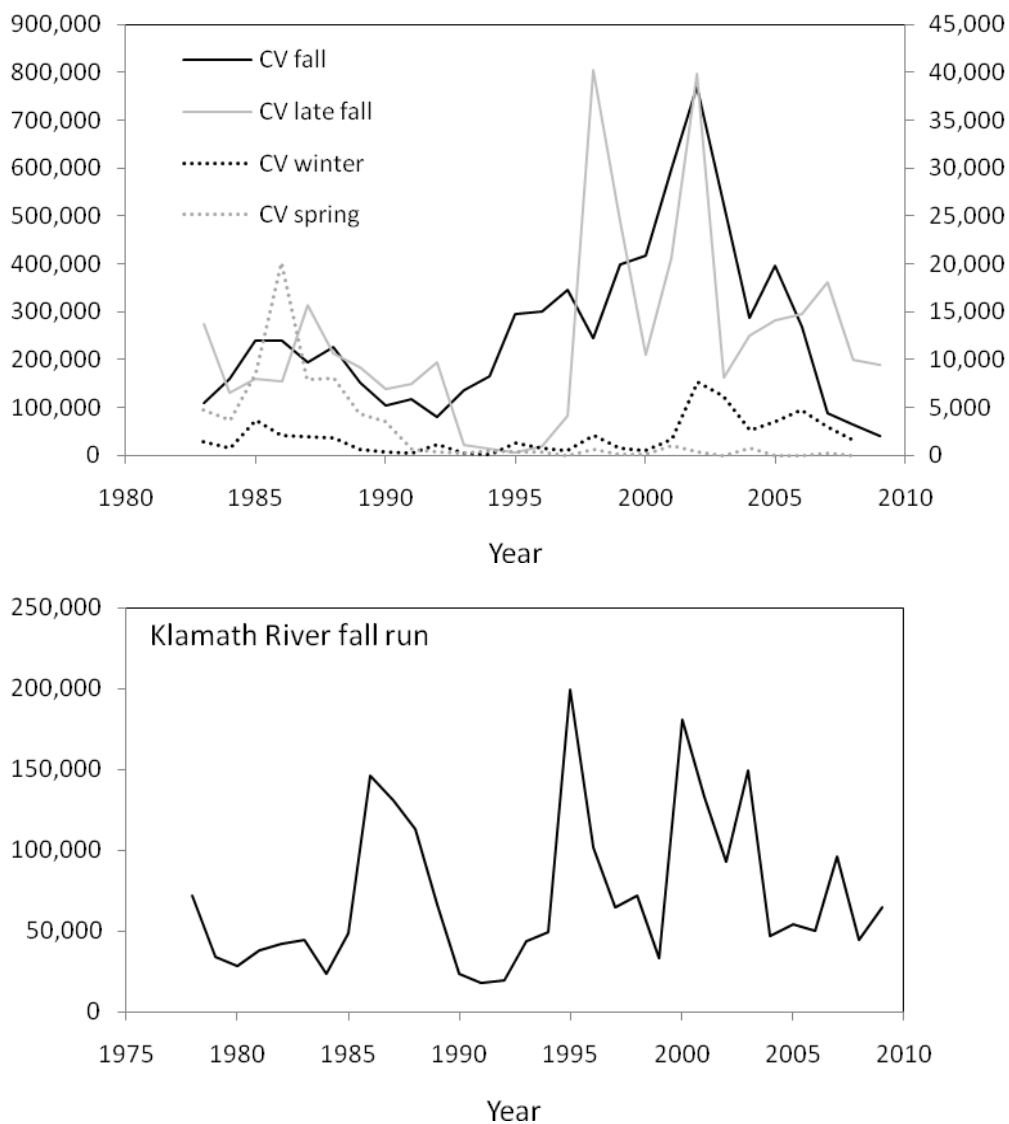 900,000 45,000
800,000 CV fall 40,000
700,000 CV late fall 35,000
600,000 CV winter 30,000
500,000 CV spring 25,000
400,000 20,000
300,000 15,000
200,000 10,000
100,000 5,000
0 0
1980 1985 1990 1995 2000 2005 2010
Year
250,000
Klamath River fall run
200,000
150,000
100,000
50,000
0
1975 1980 1985 1990 1995 2000 2005 2010
Year